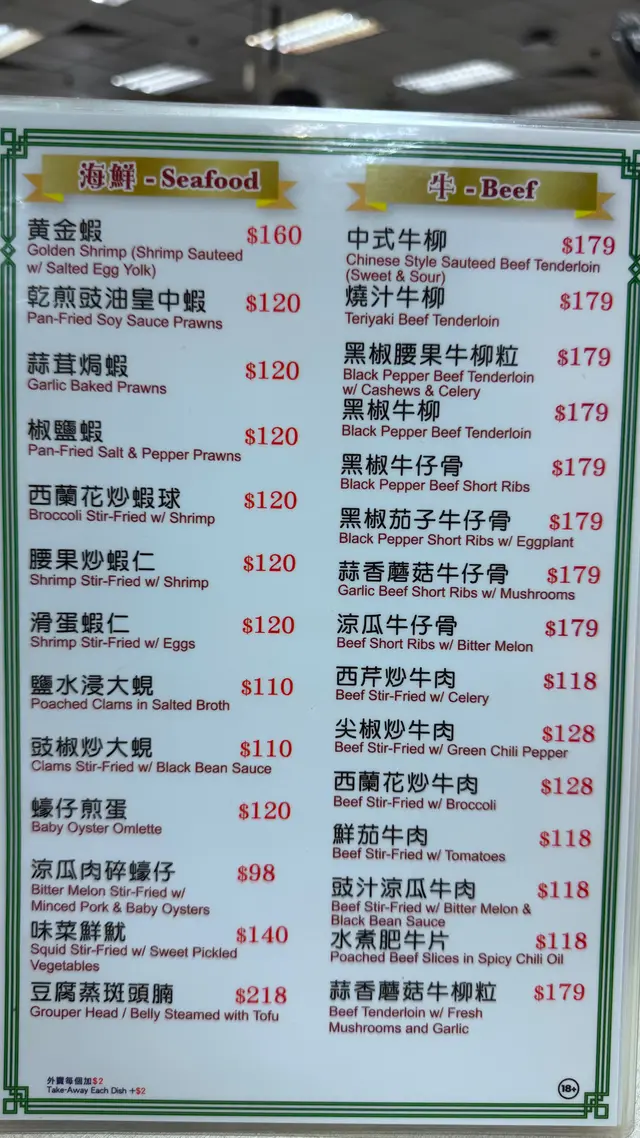 海鮮 - Seafood
黄金蝦 $160
Golden Shrimp (Shrimp Sauteed
w/ Salted Egg Yolk)
乾煎豉油皇中蝦 $120
Pan-Fried Soy Sauce Prawns
蒜茸焗蝦 $120
Garlic Baked Prawns
椒鹽蝦 $120
Pan-Fried Salt & Pepper Prawns
西蘭花炒蝦球 $120
Broccoli Stir-Fried w/ Shrimp
腰果炒蝦仁 $120
Shrimp Stir-Fried w/ Shrimp
滑蛋蝦仁 $120
Shrimp Stir-Fried w/ Eggs
鹽水浸大蜆 $110
Poached Clams in Salted Broth
豉椒炒大蜆 $110
Clams Stir-Fried w/ Black Bean Sauce
蠔仔煎蛋 $120
Baby Oyster Omlette
涼瓜肉碎蠔仔 $98
Bitter Melon Stir-Fried w/
Minced Pork & Baby Oysters
味菜鮮魷 $140
Squid Stir-Fried w/ Sweet Pickled
Vegetables
豆腐蒸斑頭腩 $218
Grouper Head / Belly Steamed with Tofu
外賣每個加$2
Take-Away Each Dish +$2
牛 - Beef
中式牛柳 $179
Chinese Style Sauteed Beef Tenderloin
(Sweet & Sour)
燒汁牛柳 $179
Teriyaki Beef Tenderloin
黑椒腰果牛柳粒 $179
Black Pepper Beef Tenderloin
w/ Cashews & Celery
黑椒牛柳 $179
Black Pepper Beef Tenderloin
黑椒牛仔骨 $179
Black Pepper Beef Short Ribs
黑椒茄子牛仔骨 $179
Black Pepper Short Ribs w/ Eggplant
蒜香蘑菇牛仔骨 $179
Garlic Beef Short Ribs w/ Mushrooms
涼瓜牛仔骨 $179
Beef Short Ribs w/ Bitter Melon
西芹炒牛肉 $118
Beef Stir-Fried w/ Celery
尖椒炒牛肉 $128
Beef Stir-Fried w/ Green Chili Pepper
西蘭花炒牛肉 $128
Beef Stir-Fried w/ Broccoli
鮮茄牛肉 $118
Beef Stir-Fried w/ Tomatoes
豉汁涼瓜牛肉 $118
Beef Stir-Fried w/ Bitter Melon &
Black Bean Sauce
水煮肥牛片 $118
Poached Beef Slices in Spicy Chili Oil
蒜香蘑菇牛柳粒 $179
Beef Tenderloin w/ Fresh
Mushrooms and Garlic
18+